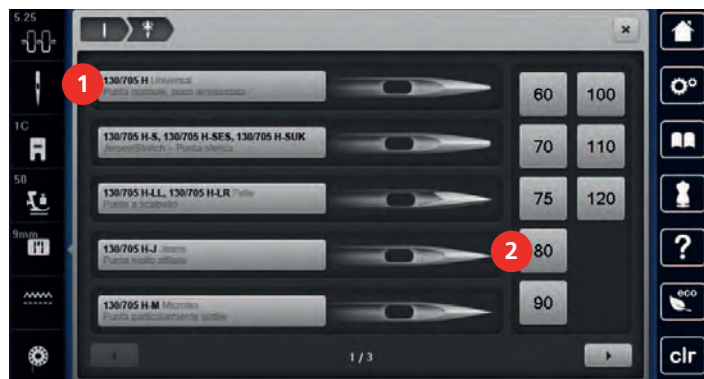 5.25
1C
50
9mm
1
130/705 H Universal
Punta normale, poco arrotondata
130/705 H-S, 130/705 H-SES, 130/705 H-SUK
Jersey/Stretch – Punta sferica
130/705 H-LL, 130/705 H-LR Pelle
Punta a scalpello
130/705 H-J Jeans
Punta molto affilata
130/705 H-M Microtex
Punta particolarmente sottile
60 100
70 110
75 120
2
80
90
1 / 3
?
eco
clr